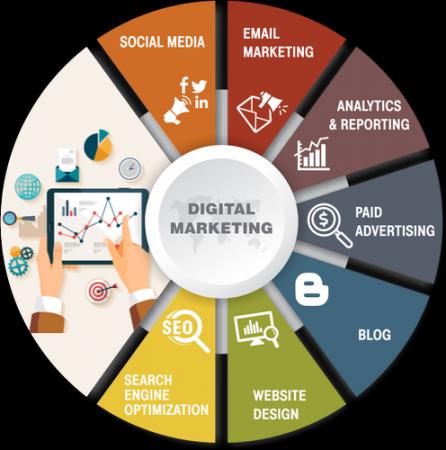 SOCIAL MEDIA
EMAIL
MARKETING
ANALYTICS
& REPORTING
PAID
ADVERTISING
BLOG
WEBSITE
DESIGN
SEO
SEARCH
ENGINE
OPTIMIZATION
DIGITAL
MARKETING